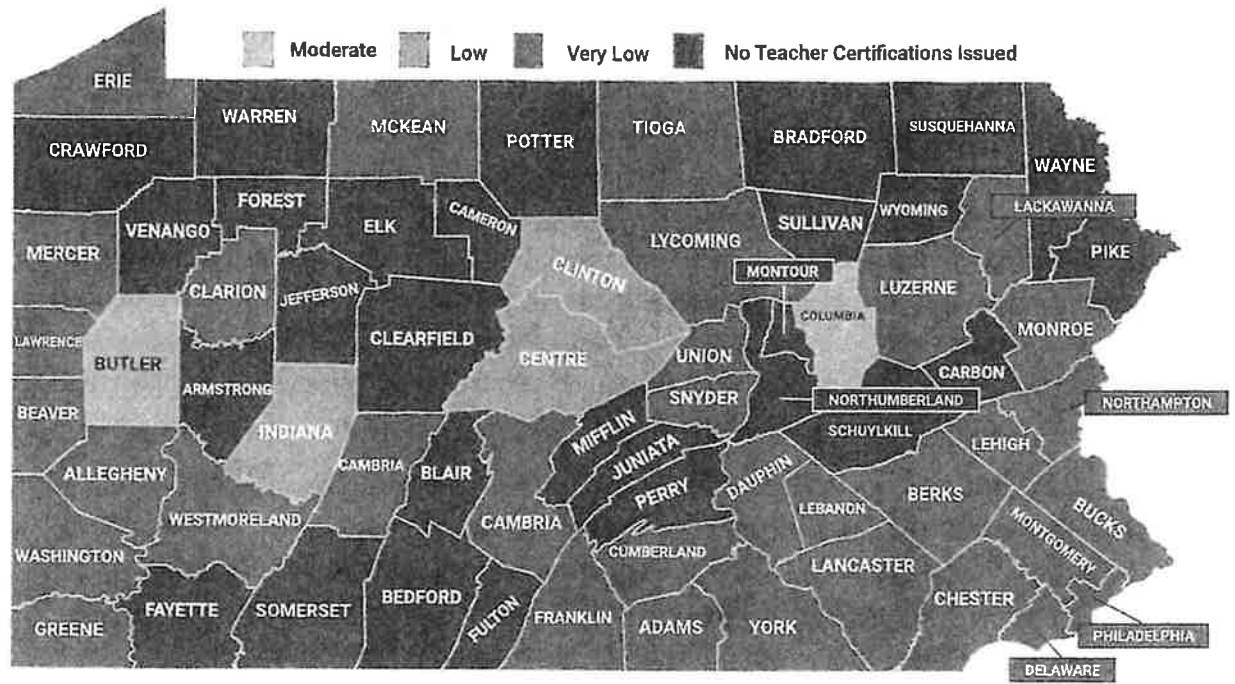 Moderate
Low
Very Low
No Teacher Certifications Issued
ERIE
WARREN
MCKEAN
POTTER
TIOGA
BRADFORD
SUSQUEHANNA
CRAWFORD
WAYNE
FOREST
VENANGO
ELK
CAMERON
LYCOMING
SULLIVAN
WYOMING
LACKAWANNA
MERCER
CLARION
JEFFERSON
CLINTON
MONTOUR
LUZERNE
PIKE
LAWRENCE
BUTLER
CLEARFIELD
CENTRE
UNION
COLUMBIA
MONROE
ARMSTRONG
SNYDER
CARBON
BEAVER
INDIANA
MIFFLIN
NORTHUMBERLAND
NORTHAMPTON
ALLEGHENY
CAMBRIA
BLAIR
JUNIATA
SCHUYLKILL
LEHIGH
PERRY
DAUPHIN
BERKS
WESTMORELAND
CAMBRIA
LEBANON
BUCKS
WASHINGTON
CUMBERLAND
LANCASTER
MONTGOMERY
FAYETTE
SOMERSET
BEDFORD
FULTON
FRANKLIN
CHESTER
GREENE
ADAMS
YORK
PHILADELPHIA
DELAWARE